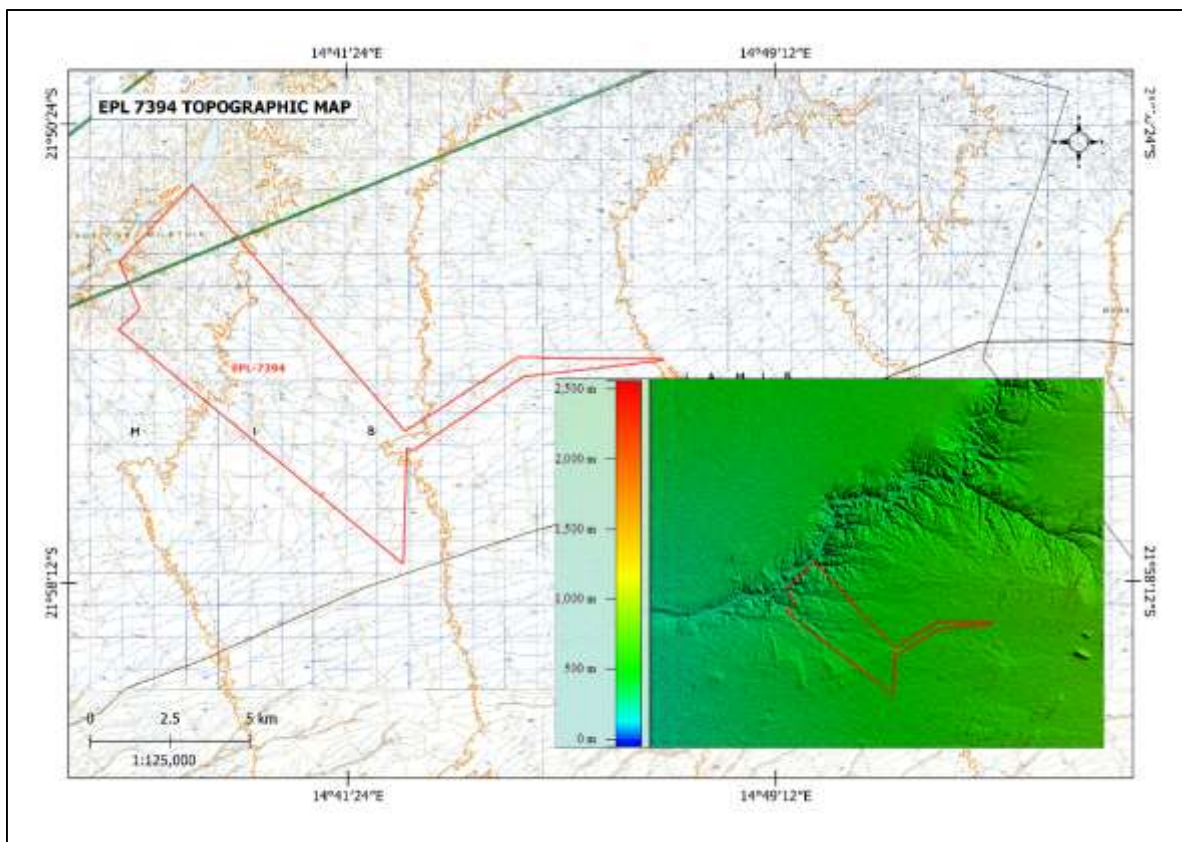 14°41'24"E 14°49'12"E
EPL 7394 TOPOGRAPHIC MAP
21°50'24"S
EPL-7394
M I B
2,500 m
2,000 m
1,500 m
1,000 m
500 m
0 m
21°58'12"S 21°58'12"S
0 2.5 5 km
1:125,000
14°41'24"E 14°49'12"E